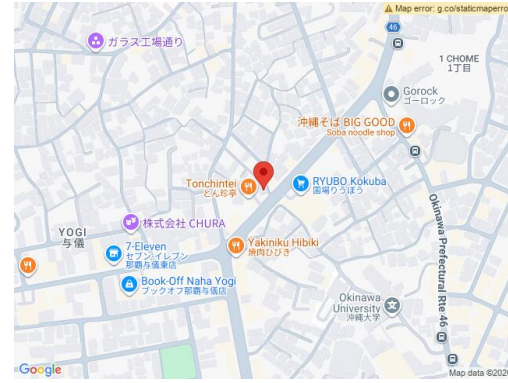 Map error: g.co/staticmaperro
46
ガラス工場通り
1 CHOME
1丁目
Gorock
ゴーロック
沖縄そば BIG GOOD
Soba noodle shop
Tonchintei
とん珍亭
RYUBO Kokuba
国場りうぼう
株式会社 CHURA
YOGI
与儀
7-Eleven
セブン-イレブン
那覇与儀東店
Yakiniku Hibiki
焼肉ひびき
Book-Off Naha Yogi
ブックオフ那覇与儀店
Okinawa Prefectural Rte 46
Okinawa
University
沖縄大学
46
Google
Map data ©2020